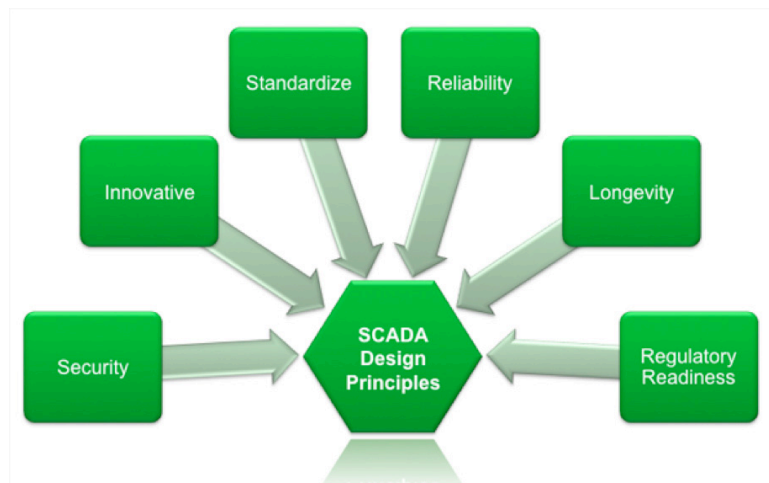 Standardize
Reliability
Innovative
Longevity
Security
SCADA
Design
Principles
Regulatory
Readiness